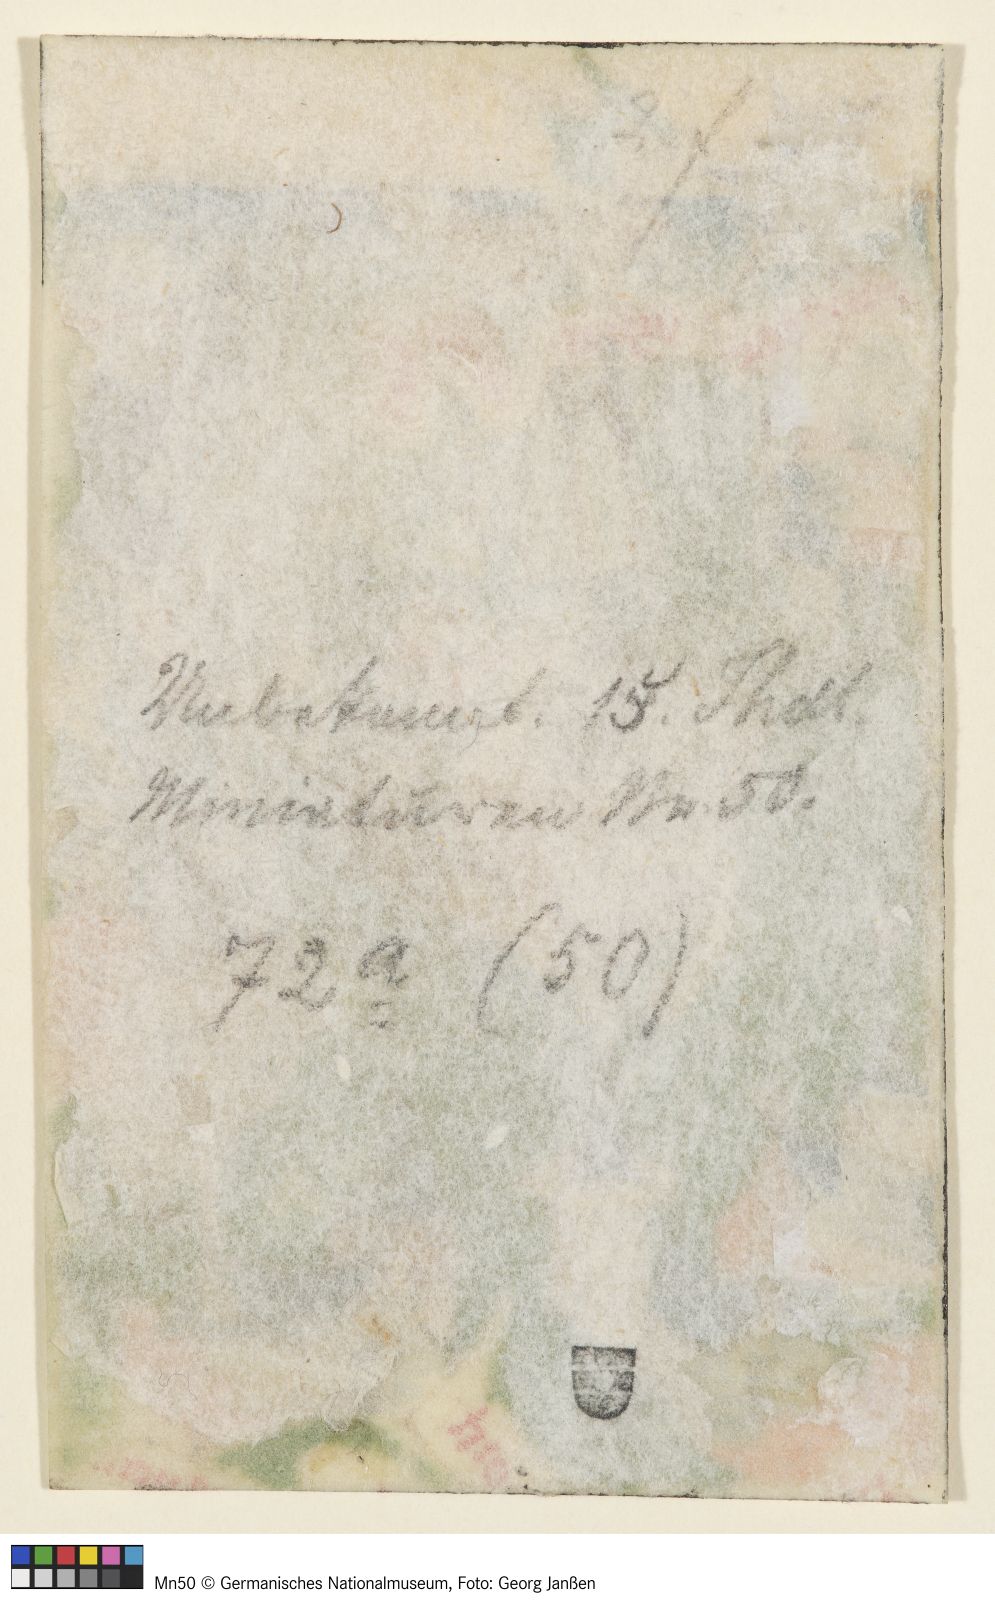 Unbekannt. 15. Jhdt.
Miniaturen Nr. 50.
72a (50)
Mn50 © Germanisches Nationalmuseum, Foto: Georg Janßen